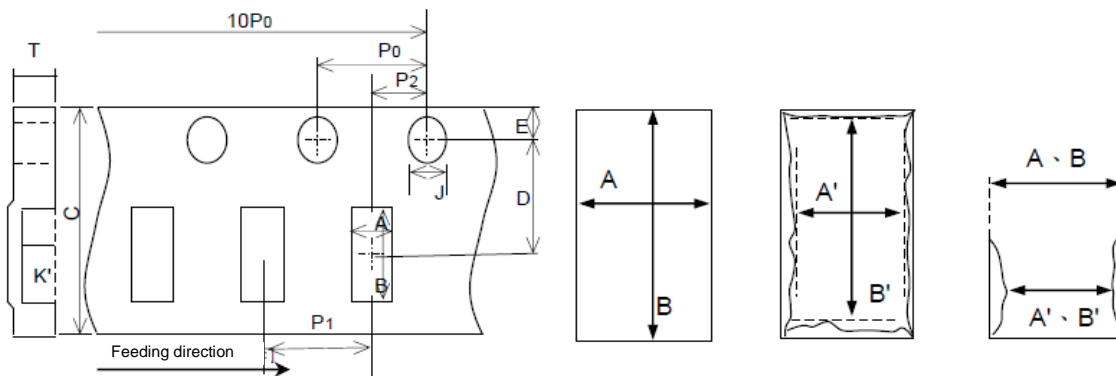 10P0
T
P0
P2
E
J
D
C
A
B
K'
P1
Feeding direction
A
B
A'
B'
A、B
A'、B'